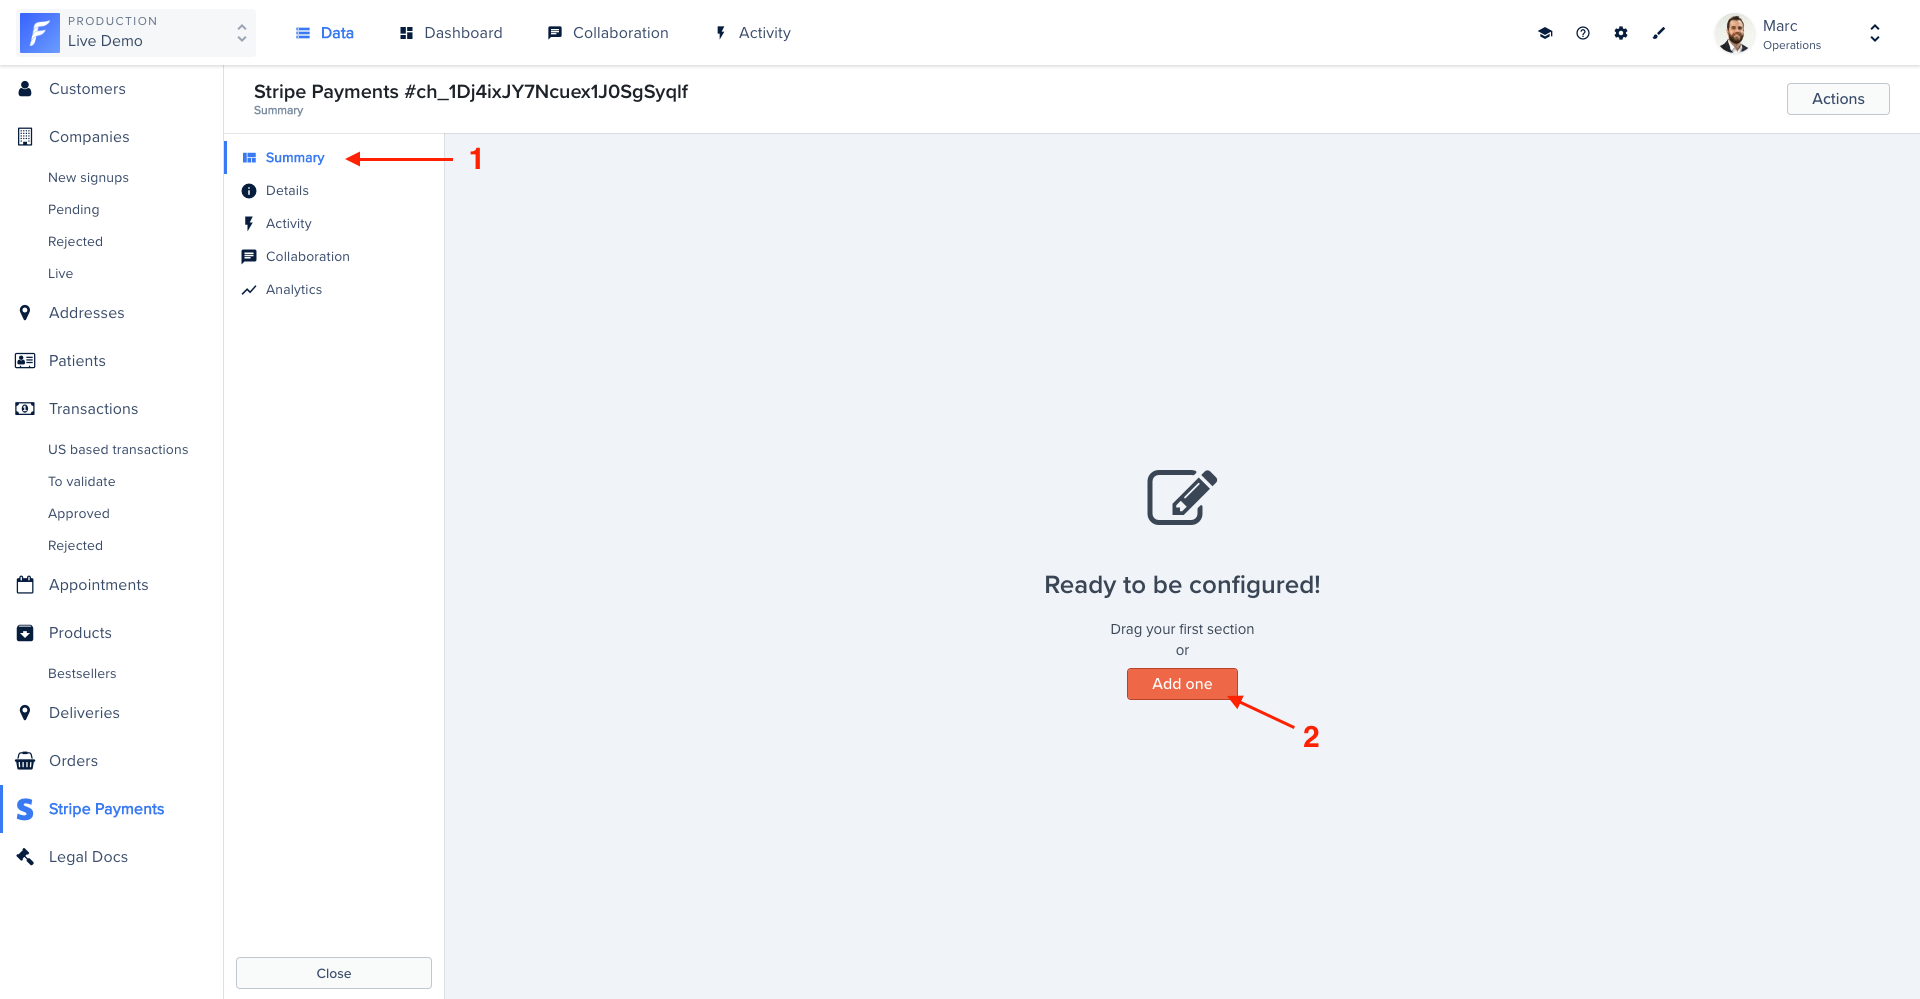 PRODUCTION
Live Demo
Data
Dashboard
Collaboration
Activity
Marc
Operations
Customers
Companies
New signups
Pending
Rejected
Live
Addresses
Patients
Transactions
US based transactions
To validate
Approved
Rejected
Appointments
Products
Bestsellers
Deliveries
Orders
Stripe Payments
Legal Docs
Stripe Payments #ch_1Dj4ixJY7Ncuex1J0SgSyqlf
Summary
Actions
Summary
1
Details
Activity
Collaboration
Analytics
Close
Ready to be configured!
Drag your first section
or
Add one
2